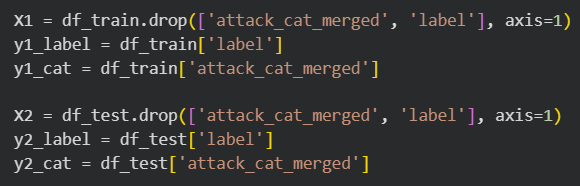 X1 = df_train.drop(['attack_cat_merged', 'label'], axis=1)
y1_label = df_train['label']
y1_cat = df_train['attack_cat_merged']

X2 = df_test.drop(['attack_cat_merged', 'label'], axis=1)
y2_label = df_test['label']
y2_cat = df_test['attack_cat_merged']